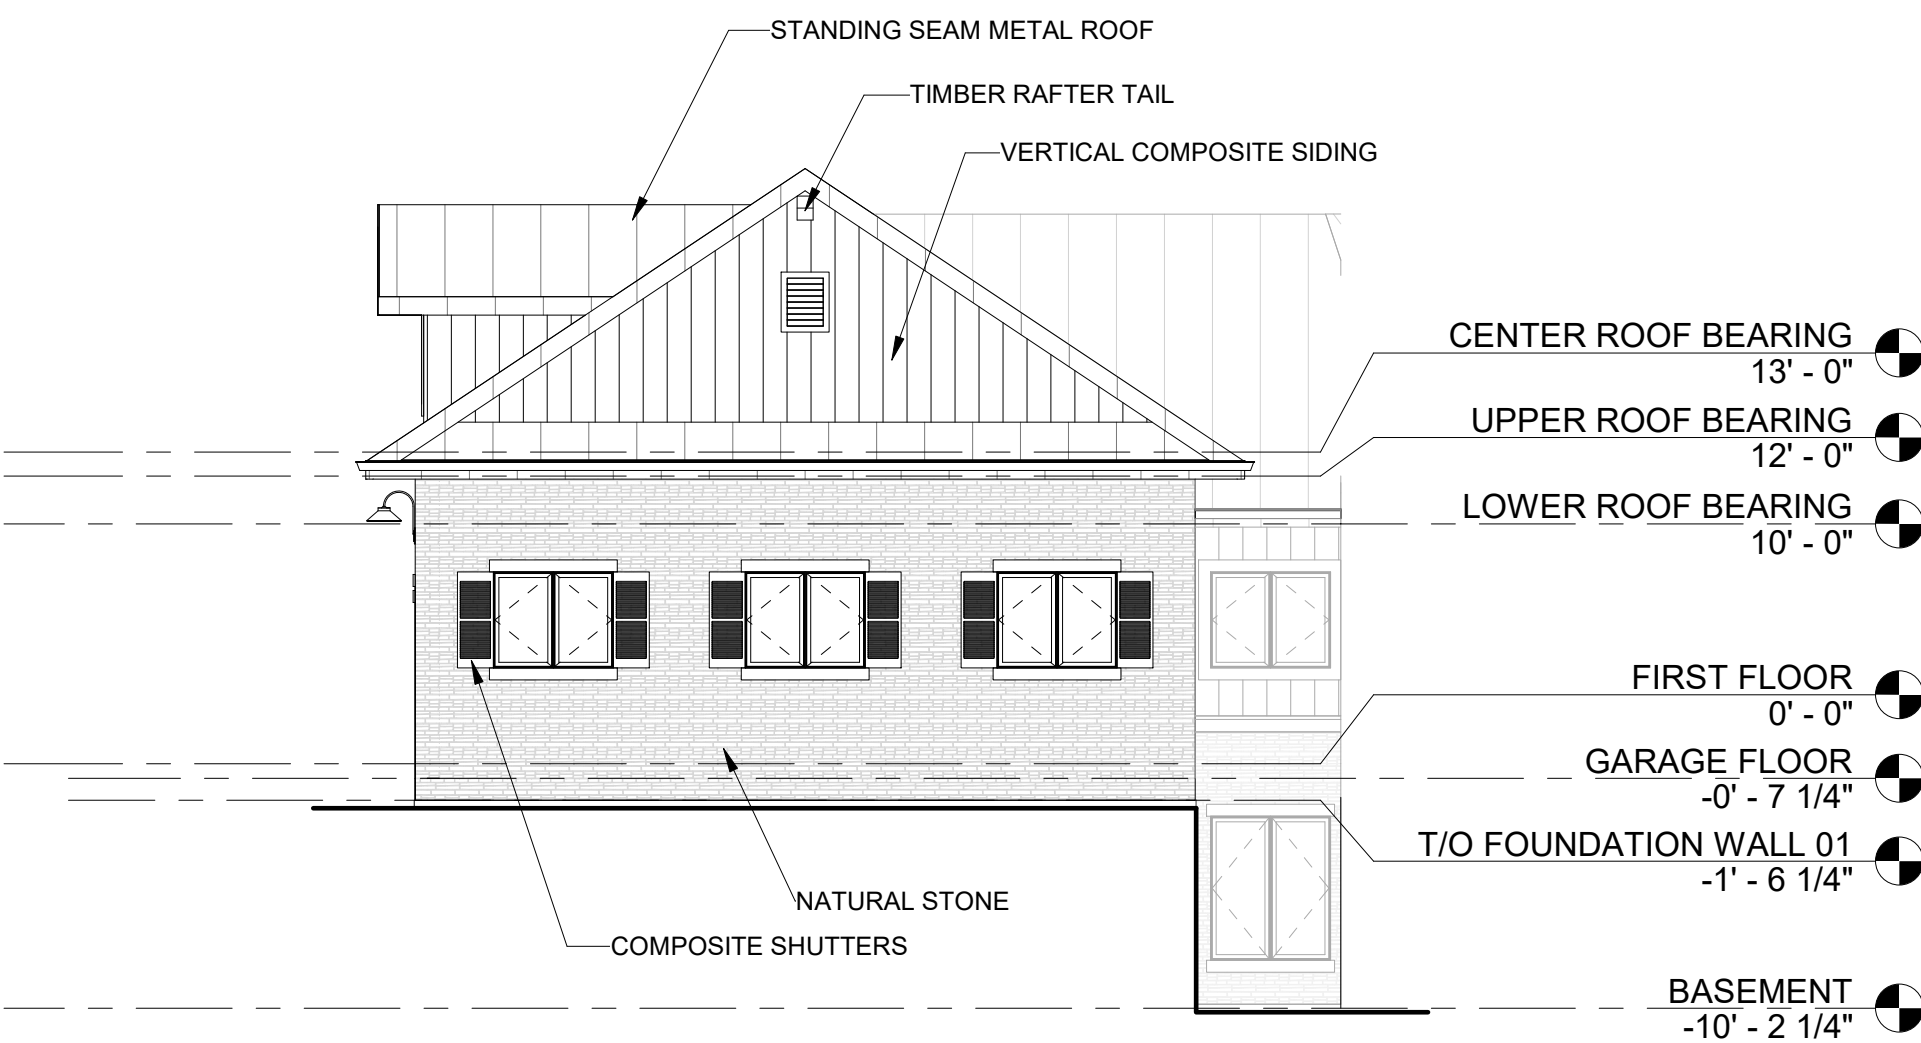 STANDING SEAM METAL ROOF
TIMBER RAFTER TAIL
VERTICAL COMPOSITE SIDING
CENTER ROOF BEARING
13' - 0"
UPPER ROOF BEARING
12' - 0"
LOWER ROOF BEARING
10' - 0"
FIRST FLOOR
0' - 0"
GARAGE FLOOR
-0' - 7 1/4"
T/O FOUNDATION WALL 01
-1' - 6 1/4"
NATURAL STONE
COMPOSITE SHUTTERS
BASEMENT
-10' - 2 1/4"